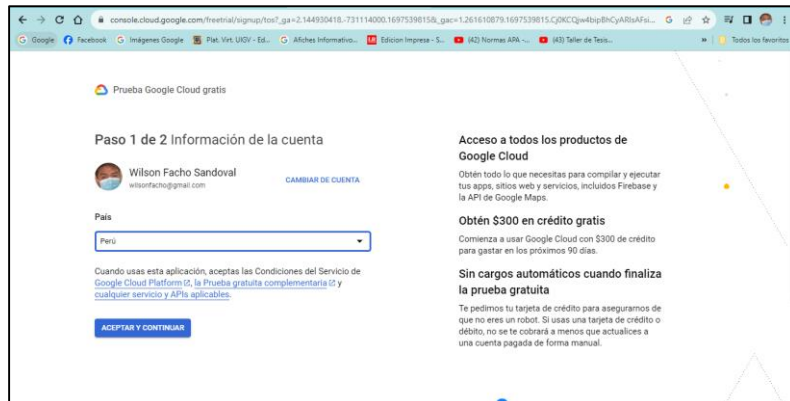 console.cloud.google.com/freetrial/signup/tos?_ga=2.144930418.-731114000.1697539815&_gac=1.261610879.1697539815.Cj0KCQjw4bipBhCyARIsAFsi...
Google Facebook Imágenes Google Plat. Virt. UIGV - Ed... Afiches Informativo... Edicion Imprese - S... (42) Normas APA -... (43) Taller de Tesis... » Todos los favoritos
Prueba Google Cloud gratis
Paso 1 de 2 Información de la cuenta
Wilson Facho Sandoval
wilsonfacho@gmail.com
CAMBIAR DE CUENTA
País
Perú
Cuando usas esta aplicación, aceptas las Condiciones del Servicio de
Google Cloud Platform, la Prueba gratuita complementaria y
cualquier servicio y APIs aplicables.
ACEPTAR Y CONTINUAR
Acceso a todos los productos de
Google Cloud
Obtén todo lo que necesitas para compilar y ejecutar
tus apps, sitios web y servicios, incluidos Firebase y
la API de Google Maps.
Obtén $300 en crédito gratis
Comienza a usar Google Cloud con $300 de crédito
para gastar en los próximos 90 días.
Sin cargos automáticos cuando finaliza
la prueba gratuita
Te pedimos tu tarjeta de crédito para asegurarnos de
que no eres un robot. Si usas una tarjeta de crédito o
débito, no se te cobrará a menos que actualices a
una cuenta pagada de forma manual.